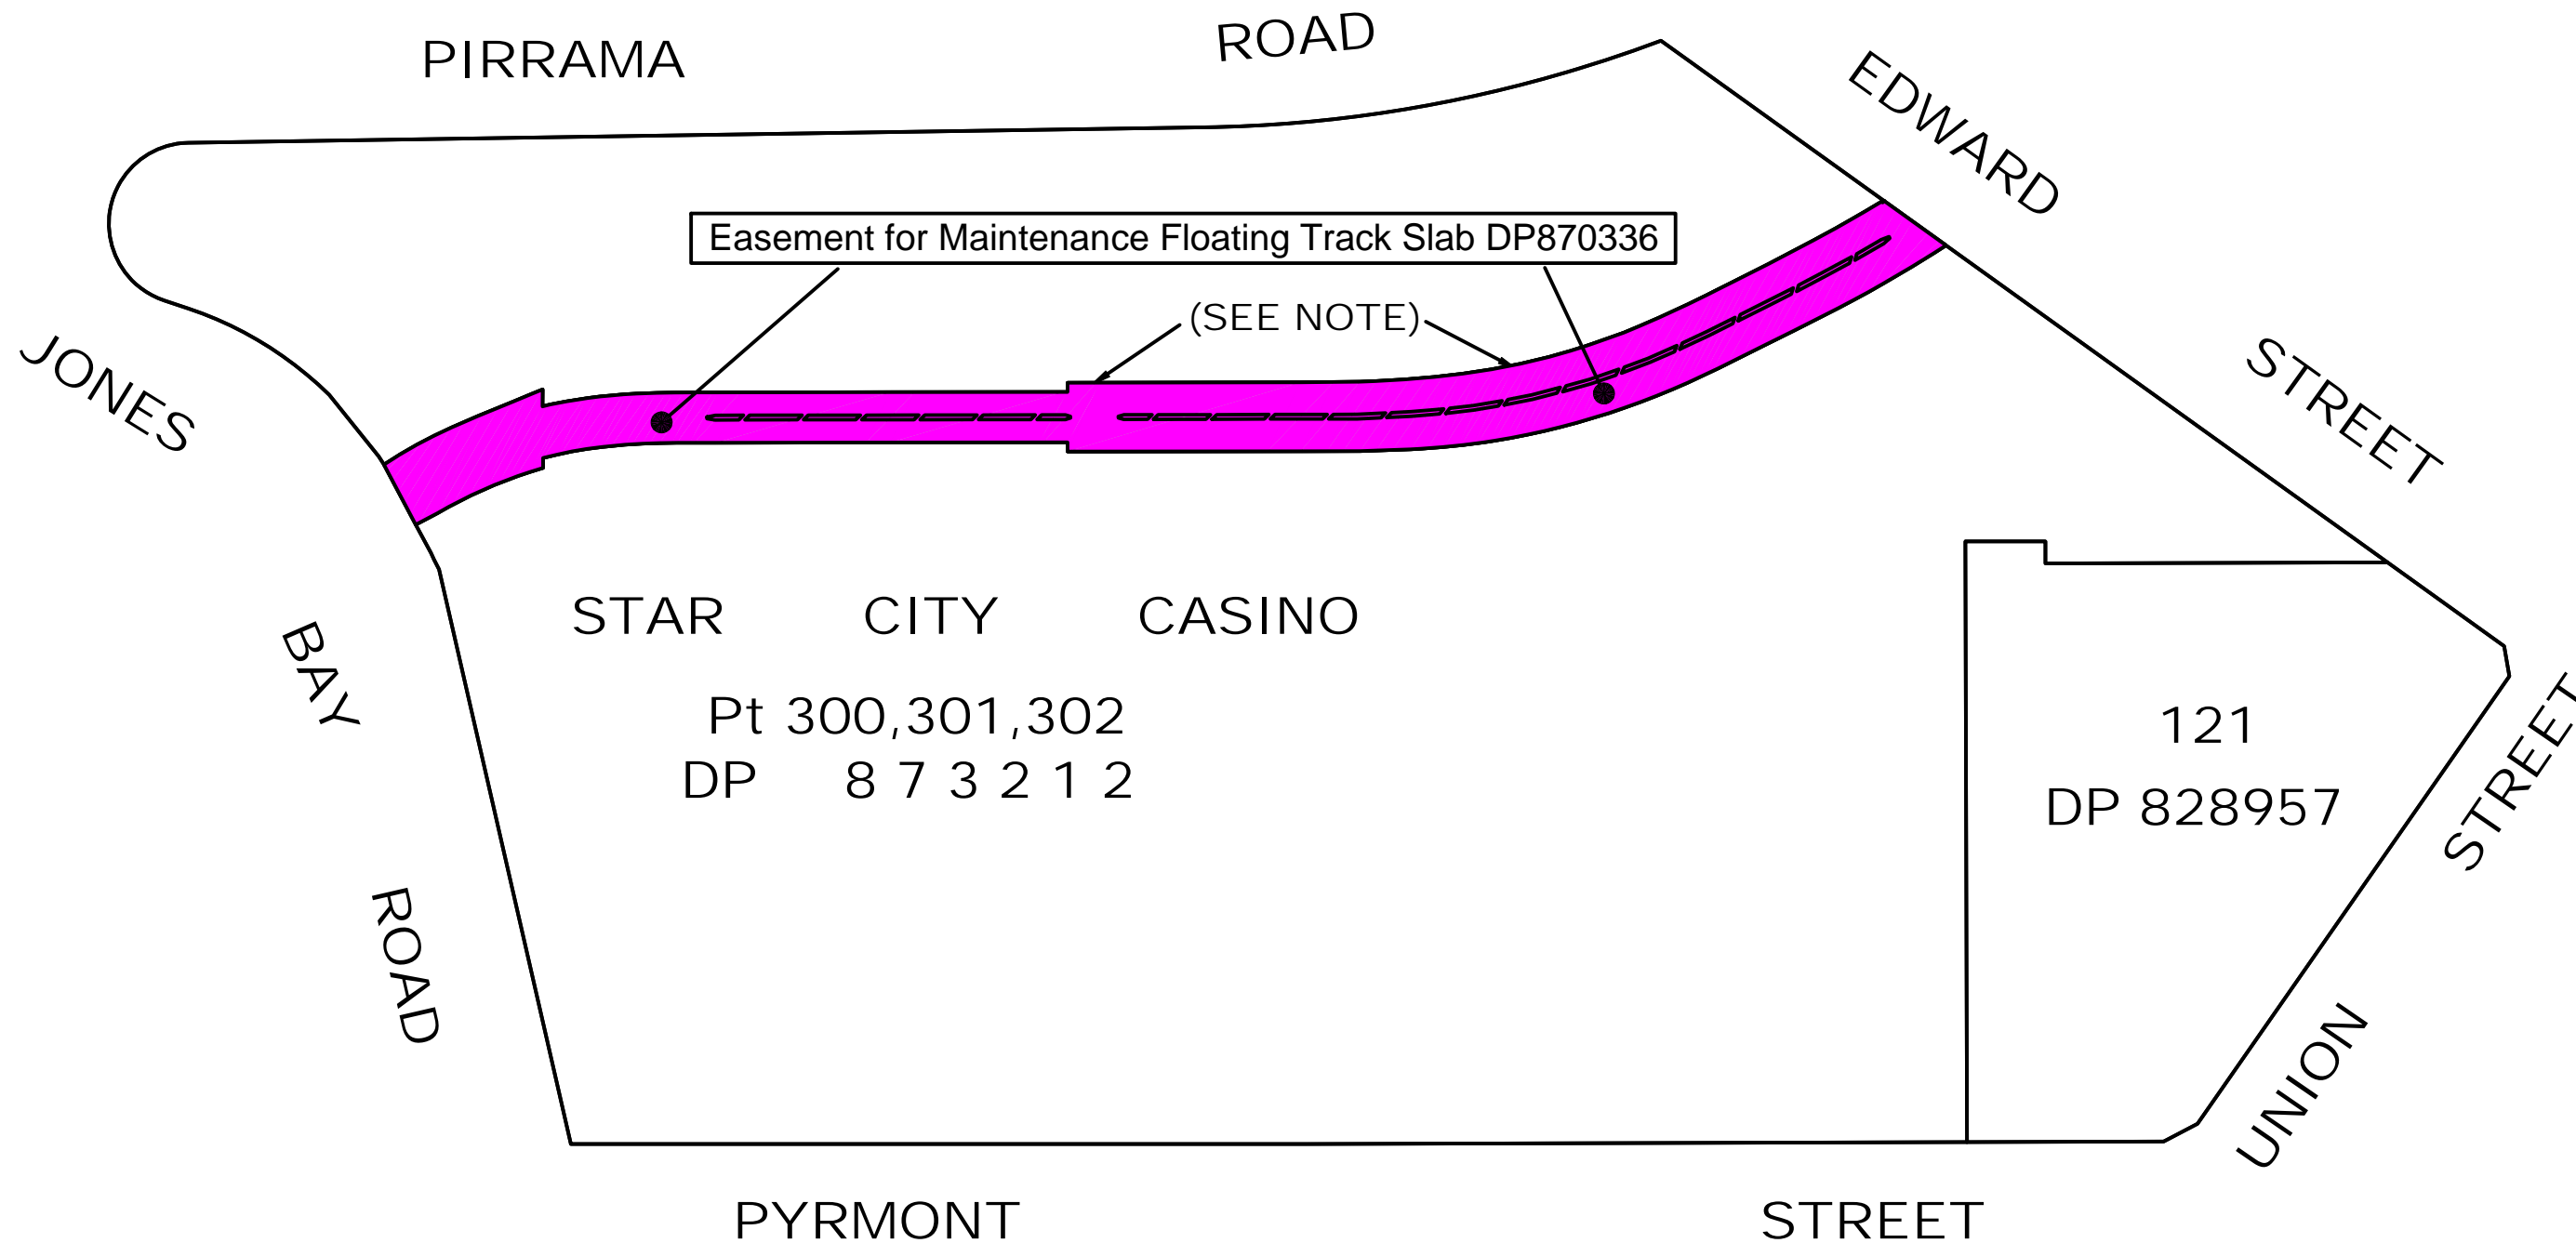 PIRRAMA ROAD
EDWARD STREET
Easement for Maintenance Floating Track Slab DP870336
(SEE NOTE)
JONES BAY ROAD
STAR CITY CASINO
Pt 300,301,302
DP 8 7 3 2 1 2
121
DP 828957
UNION STREET
PYRMONT STREET